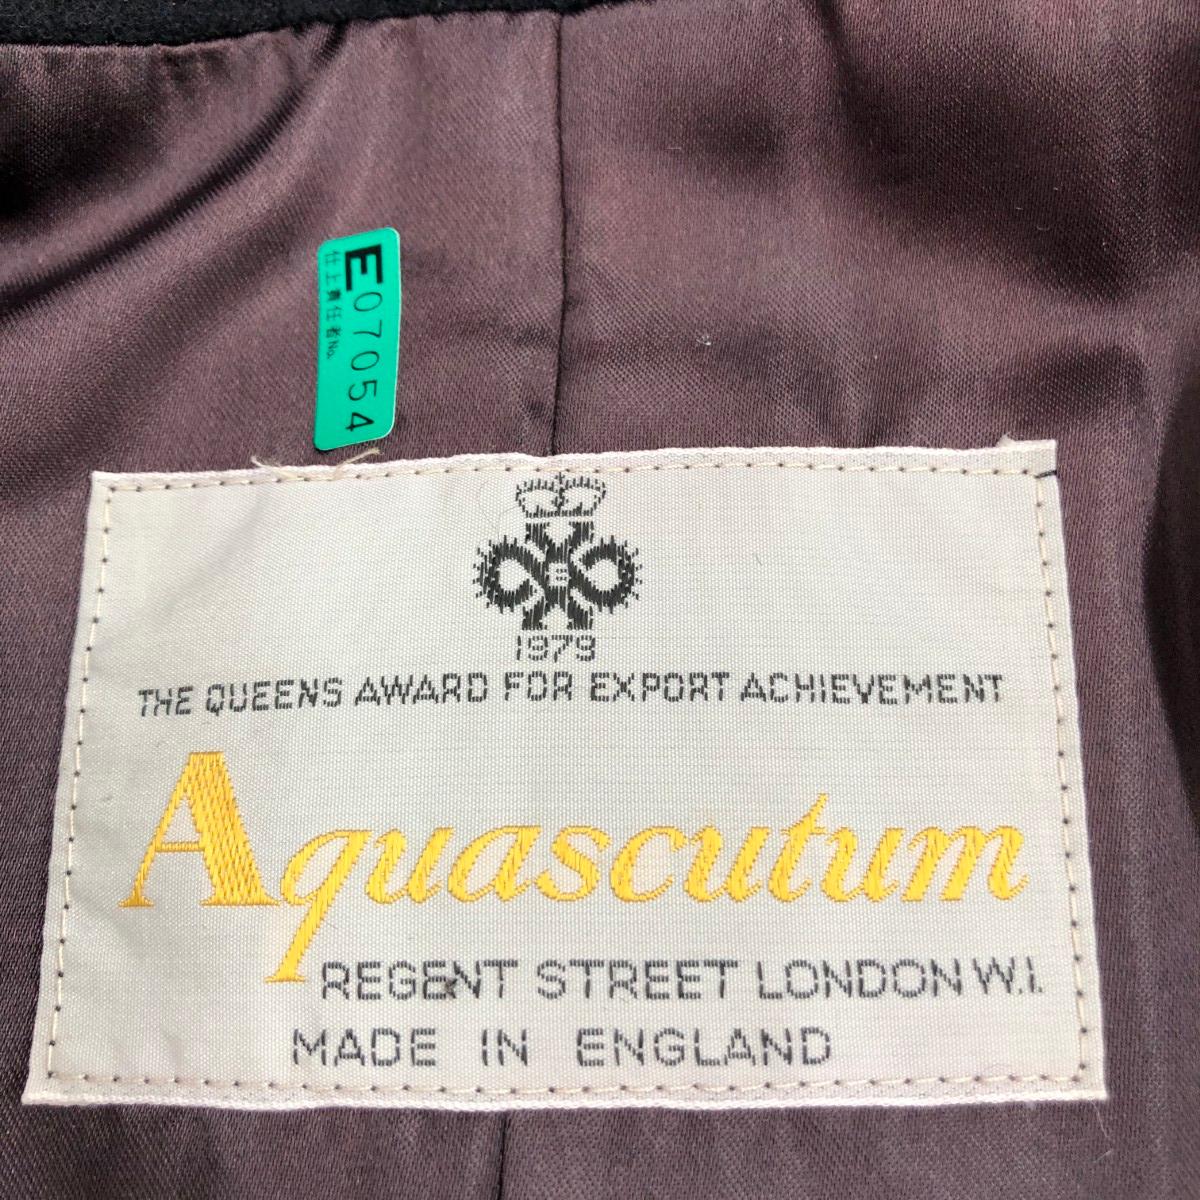 E07054
仕上責任者No.
E
1979
THE QUEENS AWARD FOR EXPORT ACHIEVEMENT
Aquascutum
REGENT STREET LONDON W.1.
MADE IN ENGLAND